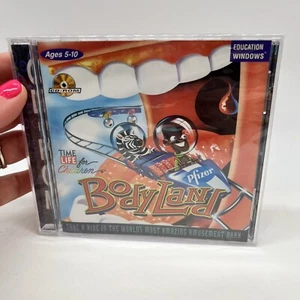 Ages 5-10
EDUCATION
WINDOWS
TIME
LIFE for
Children
Pfizer
BodyLand
TAKE A RIDE IN THE WORLD'S MOST AMAZING AMUSEMENT PARK